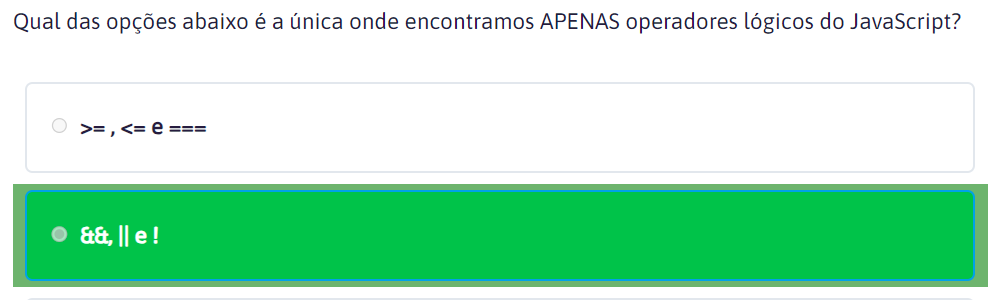 Qual das opções abaixo é a única onde encontramos APENAS operadores lógicos do JavaScript?
>= , <= e ===
&&, || e !